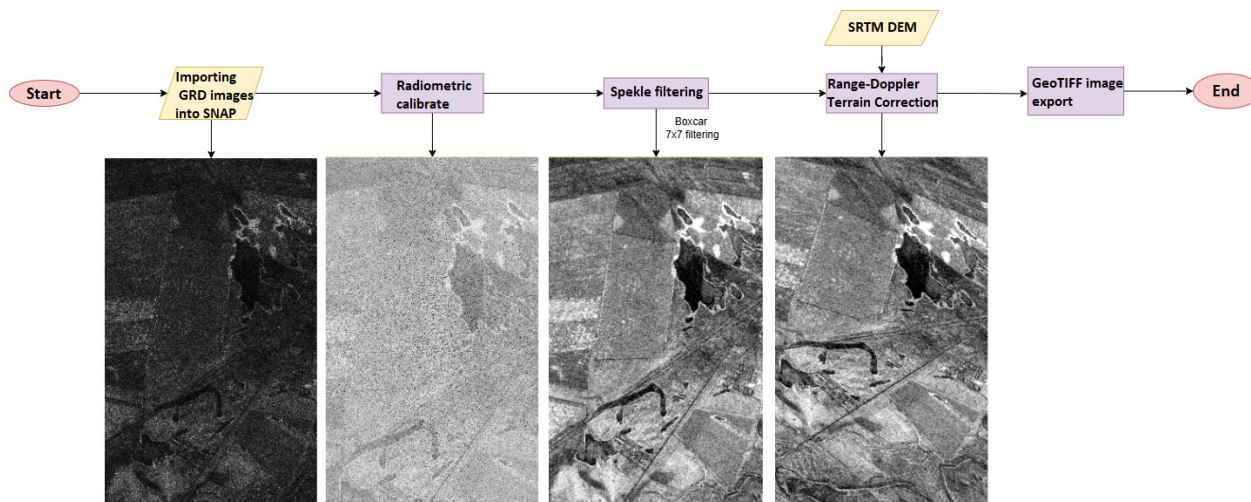 SRTM DEM
Start
Importing
GRD images
into SNAP
Radiometric
calibrate
Spekle filtering
Range-Doppler
Terrain Correction
GeoTIFF image
export
End
Boxcar
7x7 filtering